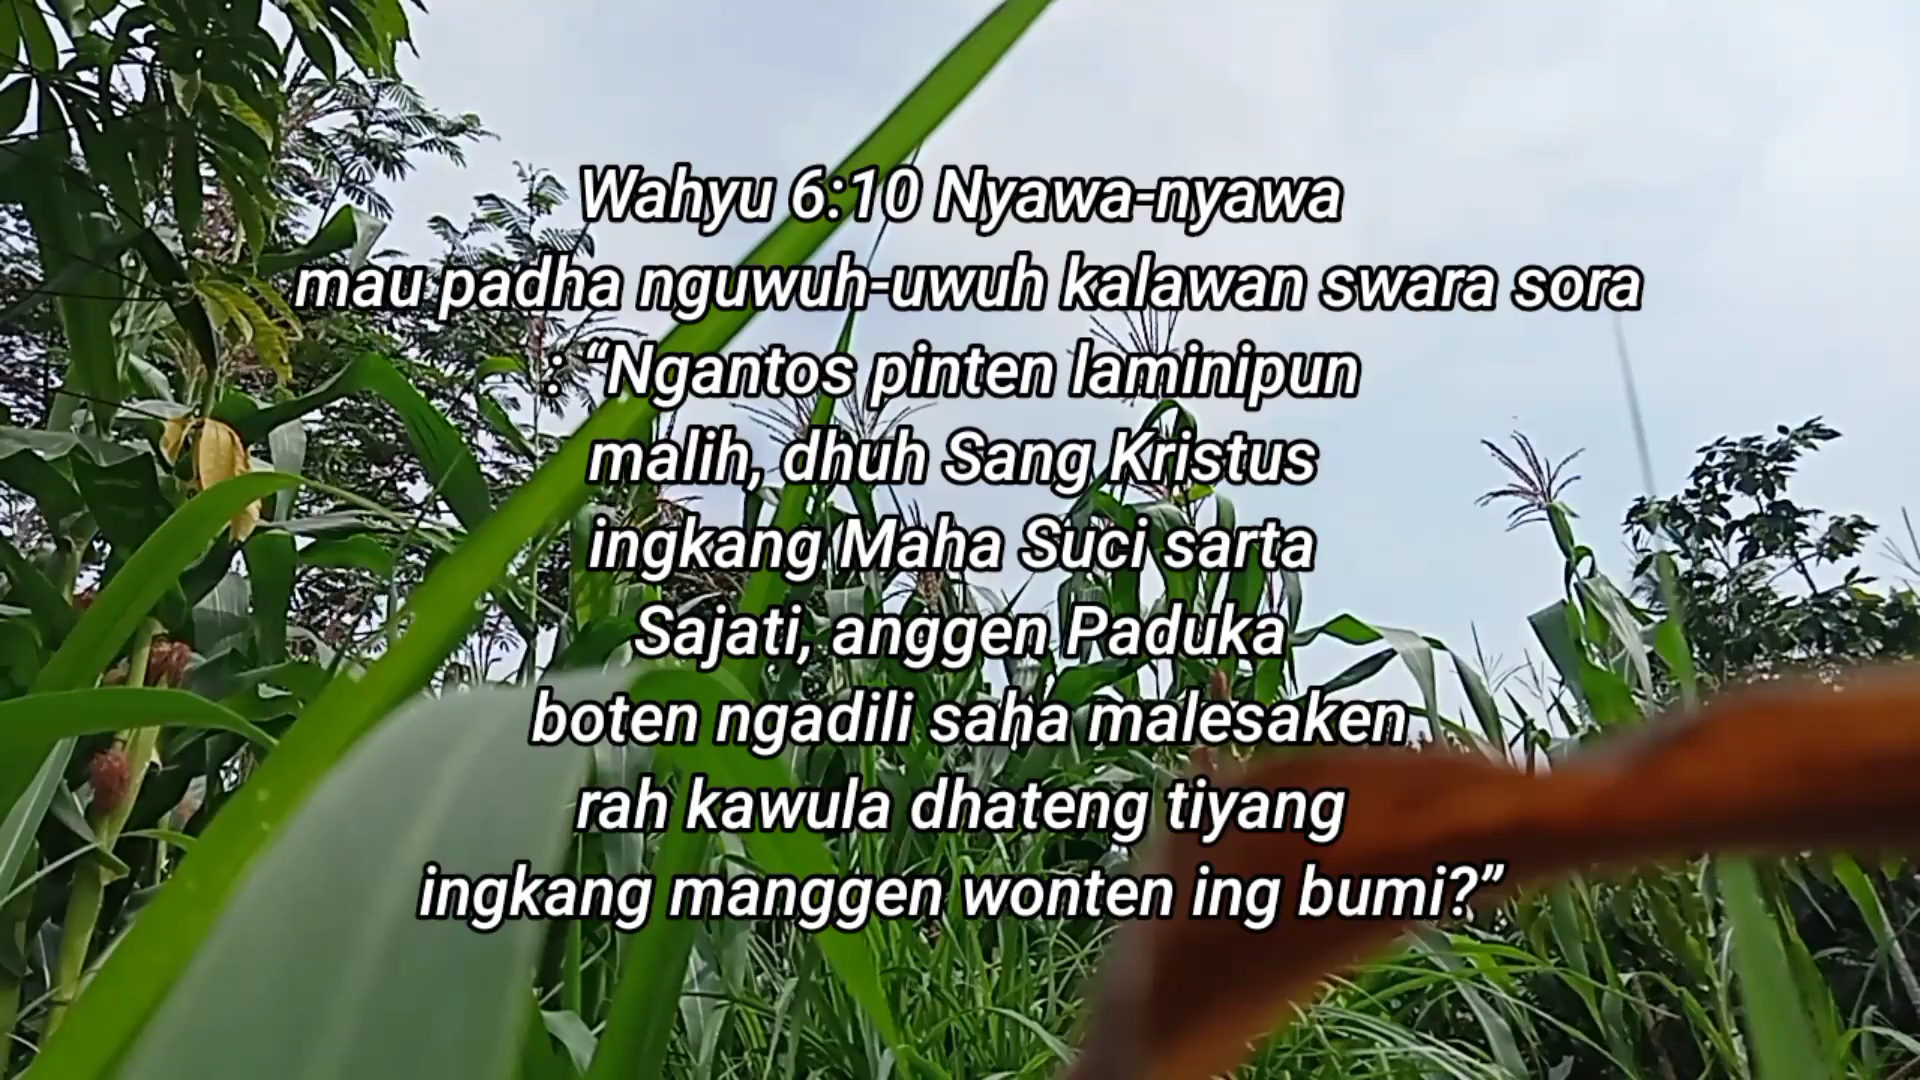 Wahyu 6:10 Nyawa-nyawa
mau padha nguwuh-uwuh kalawan swara sora
: “Ngantos pinten laminipun
malih, dhuh Sang Kristus
ingkang Maha Suci sarta
Sajati, anggen Paduka
boten ngadili saha malesaken
rah kawula dhateng tiyang
ingkang manggen wonten ing bumi?”